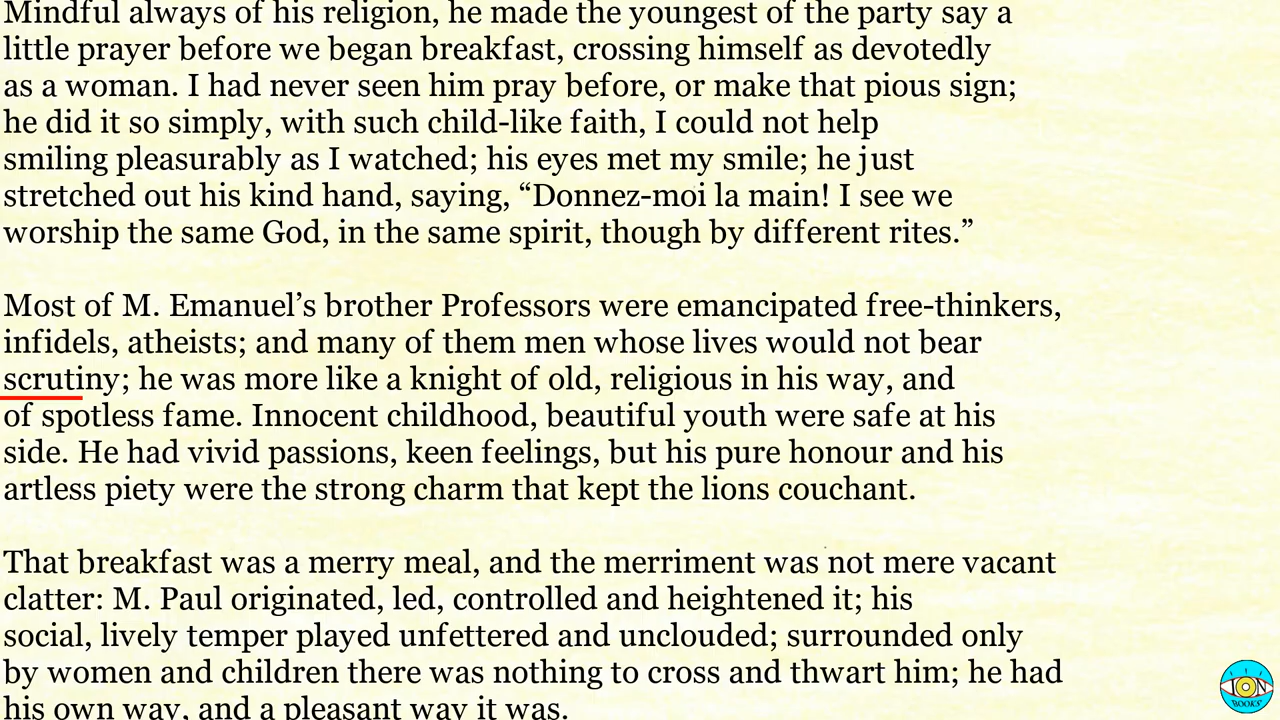 Mindful always of his religion, he made the youngest of the party say a
little prayer before we began breakfast, crossing himself as devotedly
as a woman. I had never seen him pray before, or make that pious sign;
he did it so simply, with such child-like faith, I could not help
smiling pleasurably as I watched; his eyes met my smile; he just
stretched out his kind hand, saying, “Donnez-moi la main! I see we
worship the same God, in the same spirit, though by different rites.”
Most of M. Emanuel’s brother Professors were emancipated free-thinkers,
infidels, atheists; and many of them men whose lives would not bear
scrutiny; he was more like a knight of old, religious in his way, and
of spotless fame. Innocent childhood, beautiful youth were safe at his
side. He had vivid passions, keen feelings, but his pure honour and his
artless piety were the strong charm that kept the lions couchant.
That breakfast was a merry meal, and the merriment was not mere vacant
clatter: M. Paul originated, led, controlled and heightened it; his
social, lively temper played unfettered and unclouded; surrounded only
by women and children there was nothing to cross and thwart him; he had
his own way, and a pleasant way it was.
ION
BOOKS